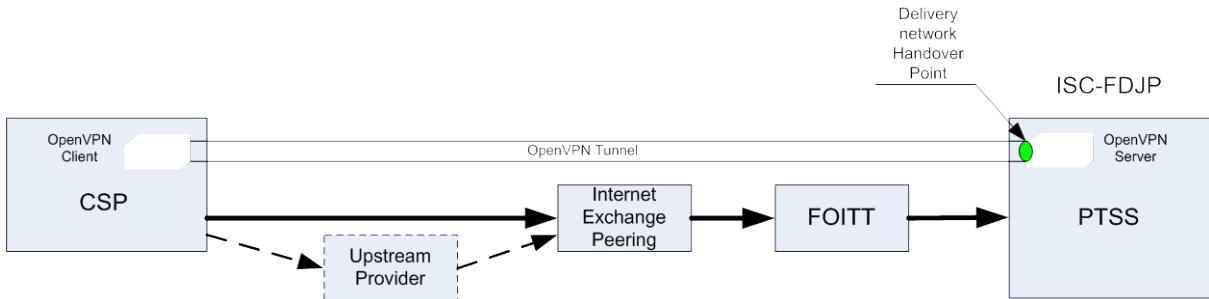 Delivery
network
Handover
Point
ISC-FDJP
OpenVPN
Client
OpenVPN Tunnel
OpenVPN
Server
CSP
Internet
Exchange
Peering
FOITT
PTSS
Upstream
Provider